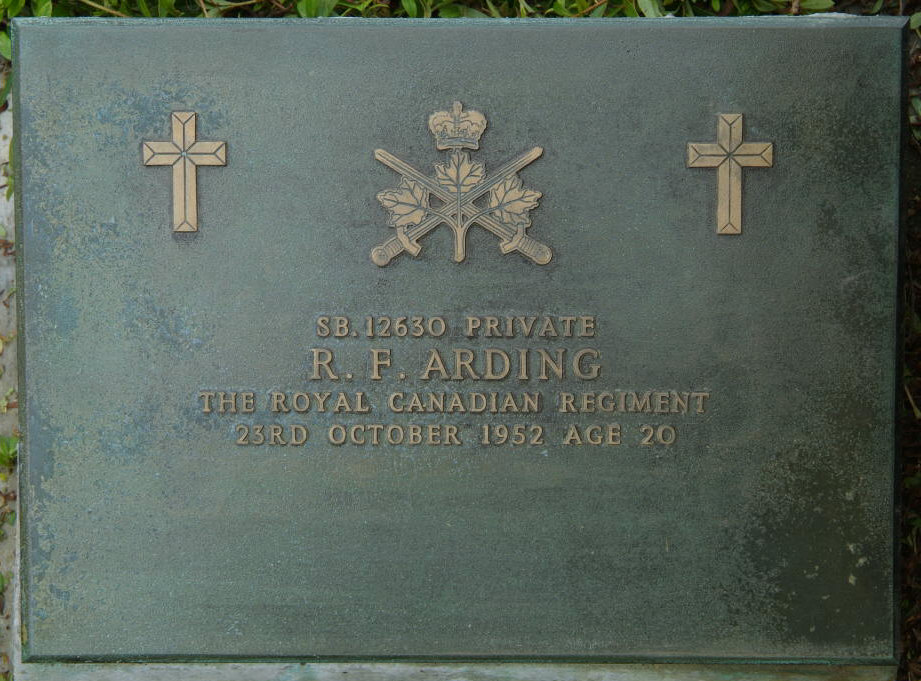 SB. 12630 PRIVATE
R. F. ARDING
THE ROYAL CANADIAN REGIMENT
23RD OCTOBER 1952 AGE 20